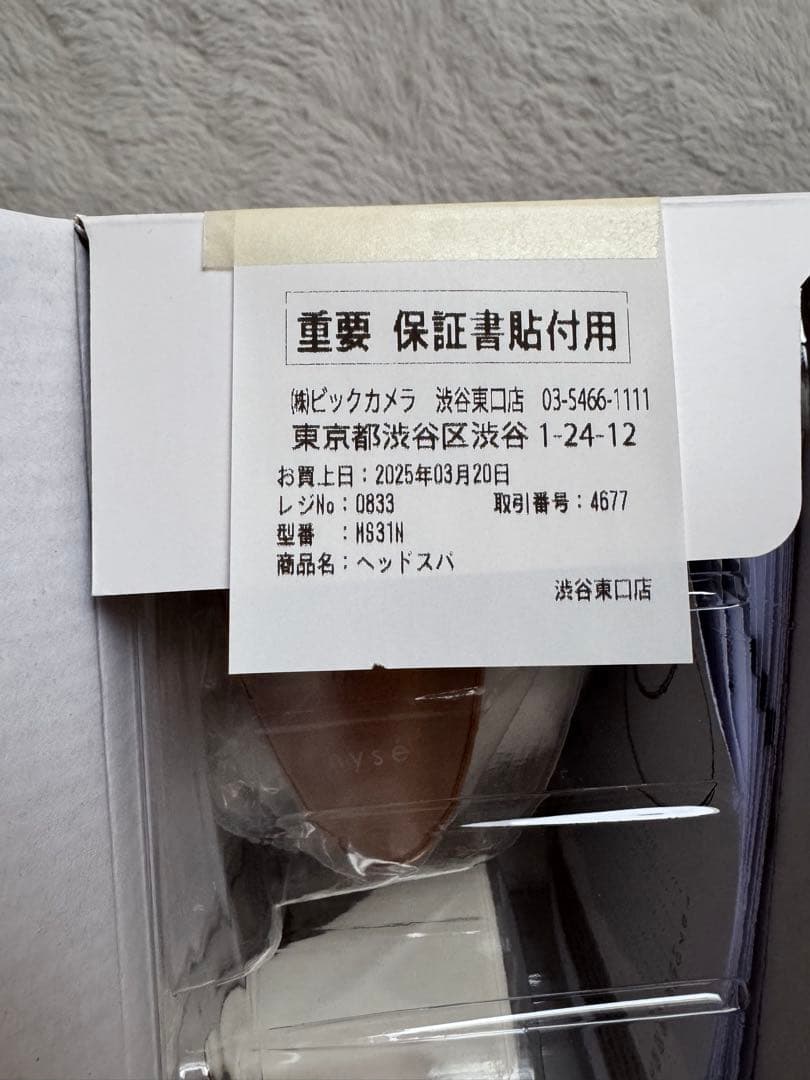 重要 保証書貼付用
㈱ビックカメラ 渋谷東口店 03-5466-1111
東京都渋谷区渋谷1-24-12
お買上日：2025年03月20日
レジNo：0833 取引番号：4677
型番 ：MS31N
商品名：ヘッドスパ
渋谷東口店